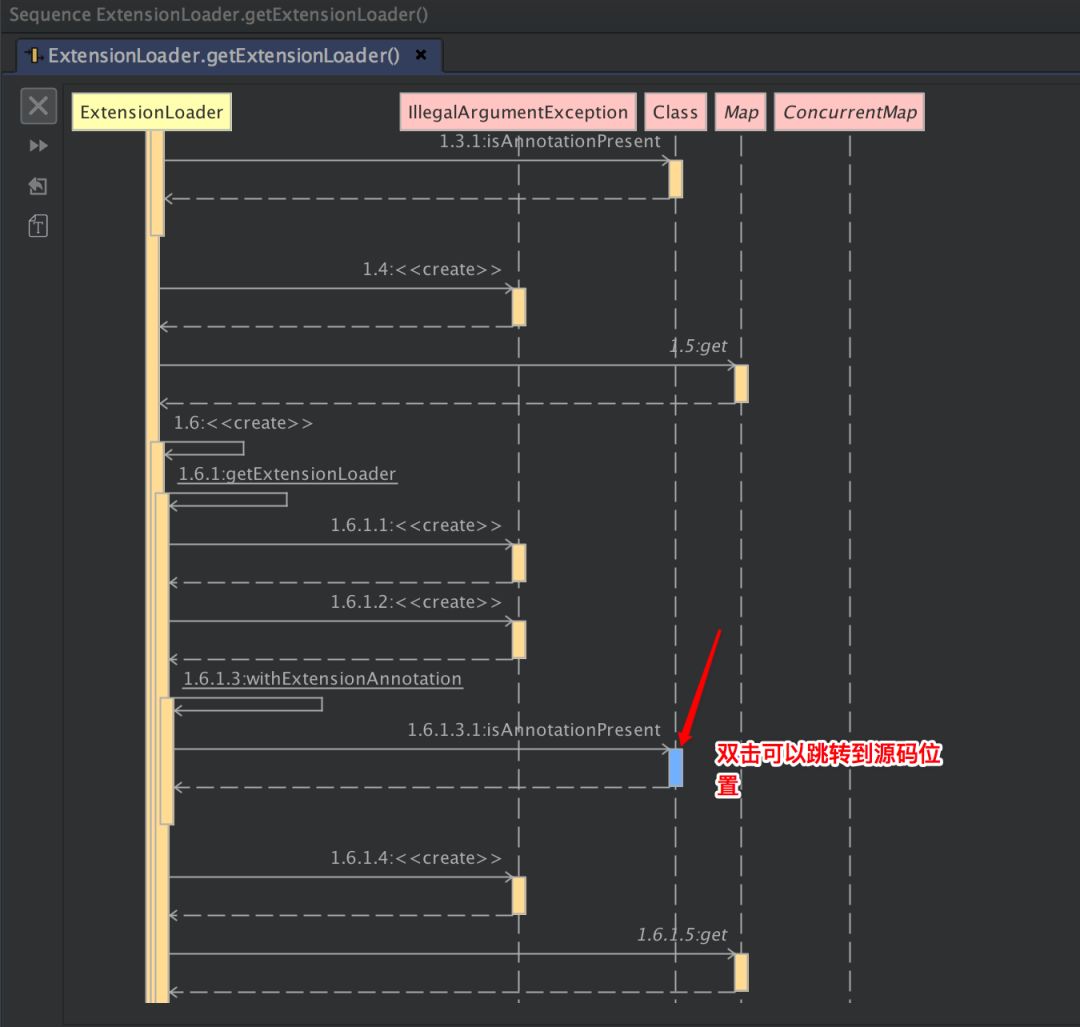 Sequence ExtensionLoader.getExtensionLoader()
ExtensionLoader.getExtensionLoader()
ExtensionLoader
IllegalArgumentException
Class
Map
ConcurrentMap
1.3.1:isAnnotationPresent
1.4:<<create>>
1.5:get
1.6:<<create>>
1.6.1:getExtensionLoader
1.6.1.1:<<create>>
1.6.1.2:<<create>>
1.6.1.3:withExtensionAnnotation
1.6.1.3.1:isAnnotationPresent
双击可以跳转到源码位
置
1.6.1.4:<<create>>
1.6.1.5:get